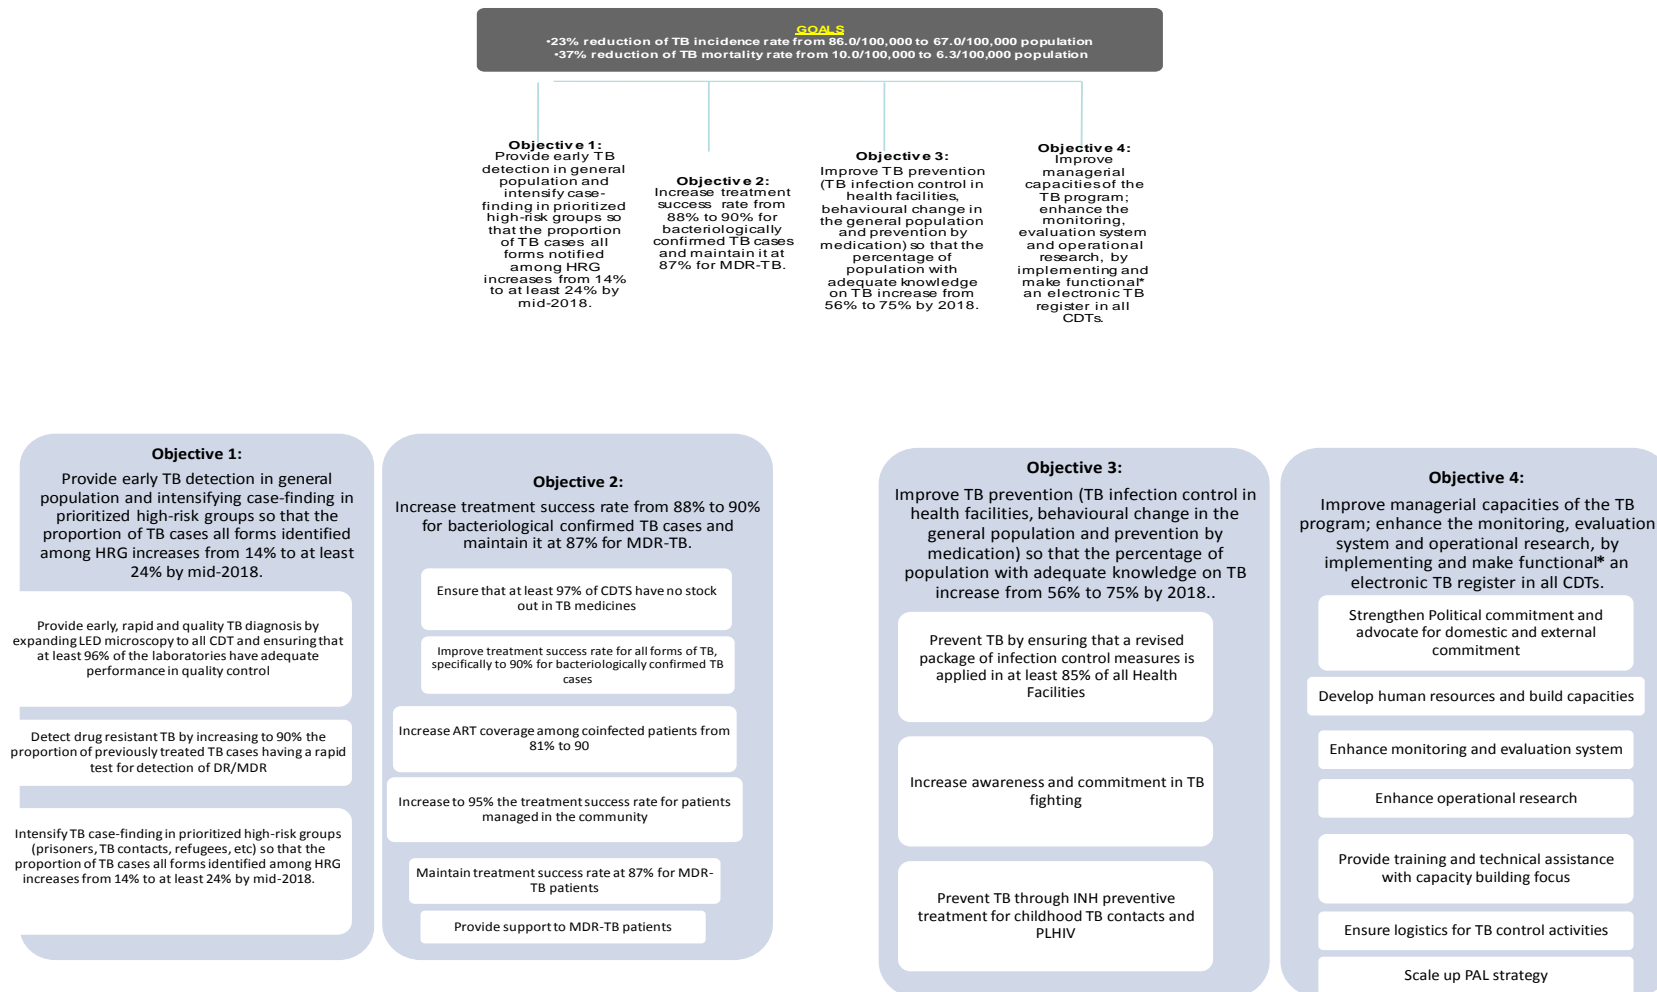 GOALS
•23% reduction of TB incidence rate from 86.0/100,000 to 67.0/100,000 population
•37% reduction of TB mortality rate from 10.0/100,000 to 6.3/100,000 population
Objective 1:
Provide early TB
detection in general
population and
intensify case-
finding in prioritized
high-risk groups so
that the proportion
of TB cases all
forms notified
among HRG
increases from 14%
to at least 24% by
mid-2018.
Objective 2:
Increase treatment
success rate from
88% to 90% for
bacteriologically
confirmed TB cases
and maintain it at
87% for MDR-TB.
Objective 3:
Improve TB prevention
(TB infection control in
health facilities,
behavioural change in
the general population
and prevention by
medication) so that the
percentage of
population with
adequate knowledge
on TB increase from
56% to 75% by 2018.
Objective 4:
Improve
managerial
capacities of the
TB program;
enhance the
monitoring,
evaluation system
and operational
research, by
implementing and
make functional*
an electronic TB
register in all
CDTs.
Objective 1:
Provide early TB detection in general
population and intensifying case-finding in
prioritized high-risk groups so that the
proportion of TB cases all forms identified
among HRG increases from 14% to at least
24% by mid-2018.
Provide early, rapid and quality TB diagnosis by
expanding LED microscopy to all CDT and ensuring that
at least 96% of the laboratories have adequate
performance in quality control
Detect drug resistant TB by increasing to 90% the
proportion of previously treated TB cases having a rapid
test for detection of DR/MDR
Intensify TB case-finding in prioritized high-risk groups
(prisoners, TB contacts, refugees, etc) so that the
proportion of TB cases all forms identified among HRG
increases from 14% to at least 24% by mid-2018.
Objective 2:
Increase treatment success rate from 88% to 90%
for bacteriological confirmed TB cases and
maintain it at 87% for MDR-TB.
Ensure that at least 97% of CDTS have no stock
out in TB medicines
Improve treatment success rate for all forms of TB,
specifically to 90% for bacteriologically confirmed TB
cases
Increase ART coverage among coinfected patients from
81% to 90
Increase to 95% the treatment success rate for patients
managed in the community
Maintain treatment success rate at 87% for MDR-
TB patients
Provide support to MDR-TB patients
Objective 3:
Improve TB prevention (TB infection control in
health facilities, behavioural change in the
general population and prevention by
medication) so that the percentage of
population with adequate knowledge on TB
increase from 56% to 75% by 2018..
Prevent TB by ensuring that a revised
package of infection control measures is
applied in at least 85% of all Health
Facilities
Increase awareness and commitment in TB
fighting
Prevent TB through INH preventive
treatment for childhood TB contacts and
PLHIV
Objective 4:
Improve managerial capacities of the TB
program; enhance the monitoring, evaluation
system and operational research, by
implementing and make functional* an
electronic TB register in all CDTs.
Strengthen Political commitment and
advocate for domestic and external
commitment
Develop human resources and build capacities
Enhance monitoring and evaluation system
Enhance operational research
Provide training and technical assistance
with capacity building focus
Ensure logistics for TB control activities
Scale up PAL strategy